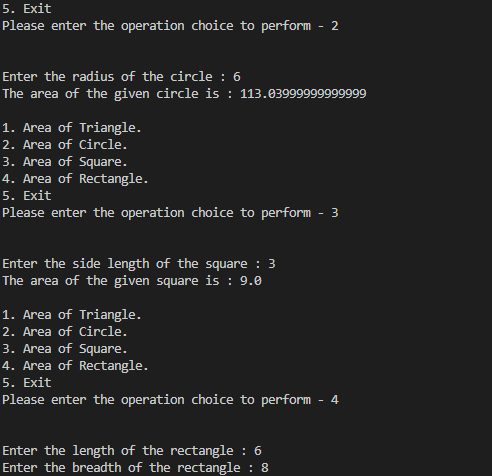 5. Exit
Please enter the operation choice to perform - 2
Enter the radius of the circle : 6
The area of the given circle is : 113.03999999999999
1. Area of Triangle.
2. Area of Circle.
3. Area of Square.
4. Area of Rectangle.
5. Exit
Please enter the operation choice to perform - 3
Enter the side length of the square : 3
The area of the given square is : 9.0
1. Area of Triangle.
2. Area of Circle.
3. Area of Square.
4. Area of Rectangle.
5. Exit
Please enter the operation choice to perform - 4
Enter the length of the rectangle : 6
Enter the breadth of the rectangle : 8